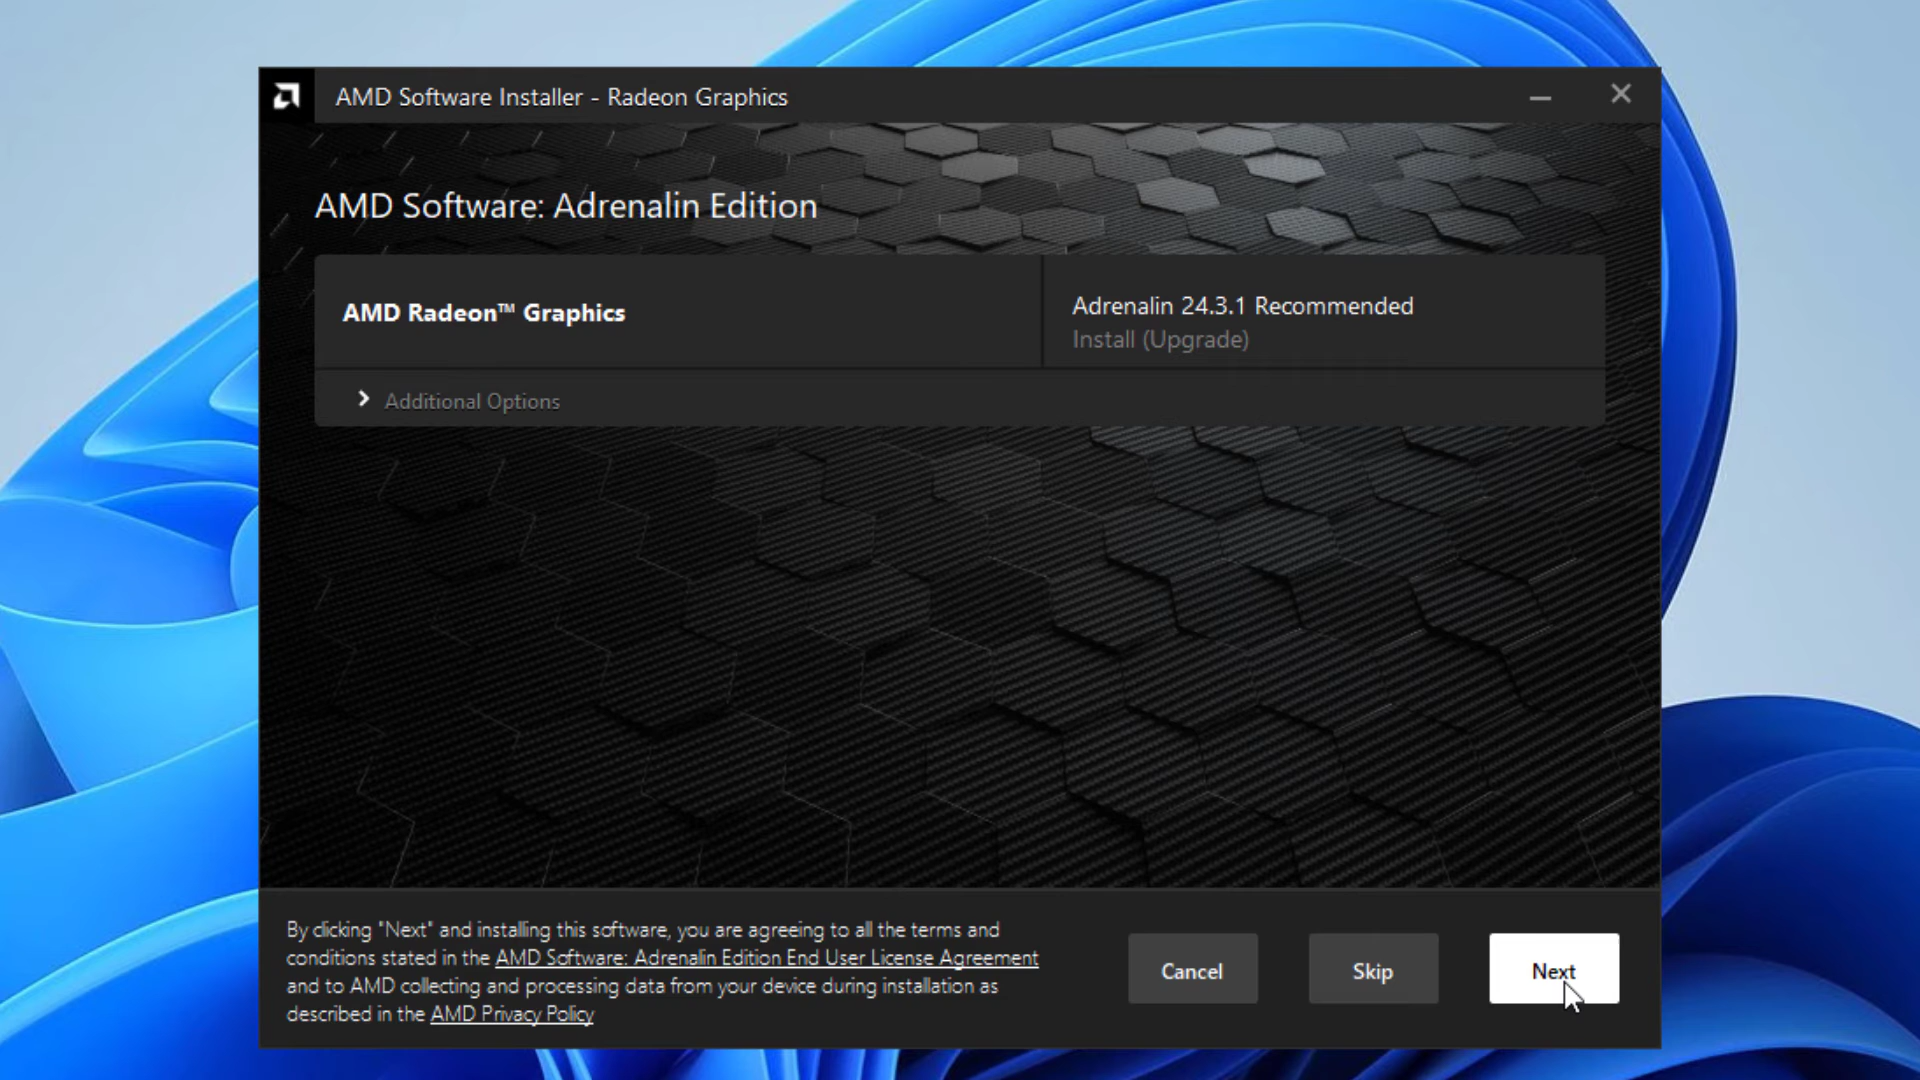 AMD Software Installer - Radeon Graphics
AMD Software: Adrenalin Edition
AMD Radeon™ Graphics
Adrenalin 24.3.1 Recommended
Install (Upgrade)
Additional Options
By clicking "Next" and installing this software, you are agreeing to all the terms and
conditions stated in the AMD Software: Adrenalin Edition End User License Agreement
and to AMD collecting and processing data from your device during installation as
described in the AMD Privacy Policy
Cancel
Skip
Next